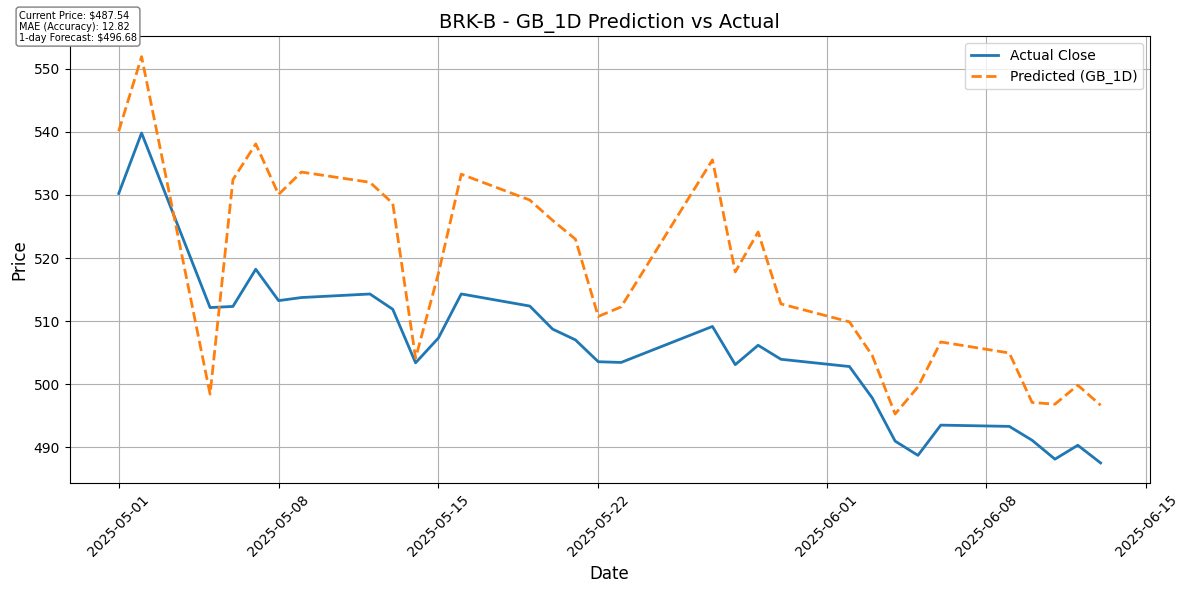 BRK-B - GB_1D Prediction vs Actual
Current Price: $487.54
MAE (Accuracy): 12.82
1-day Forecast: $496.68
Actual Close
Predicted (GB_1D)
Price
550
540
530
520
510
500
490
2025-05-01
2025-05-08
2025-05-15
2025-05-22
2025-06-01
2025-06-08
2025-06-15
Date